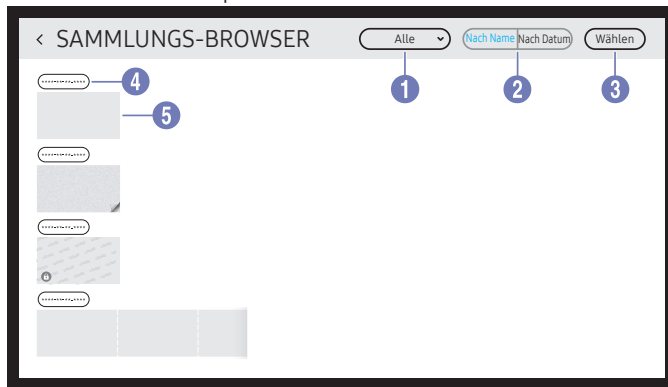 SAMMLUNGS-BROWSER
Alle
Nach Name
Nach Datum
Wählen
1
2
3
4
5